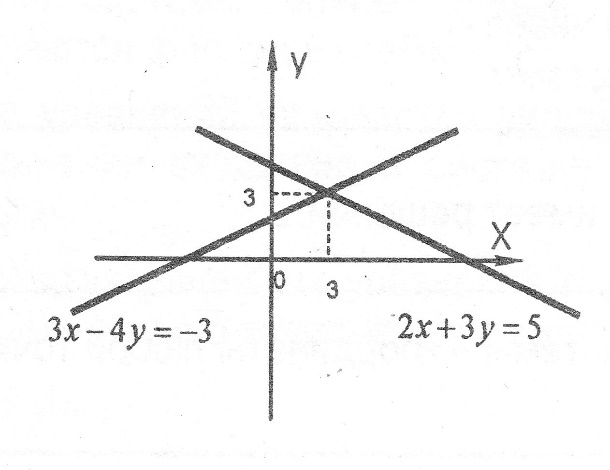 y
3
X
0
3
3x – 4y = –3
2x + 3y = 5